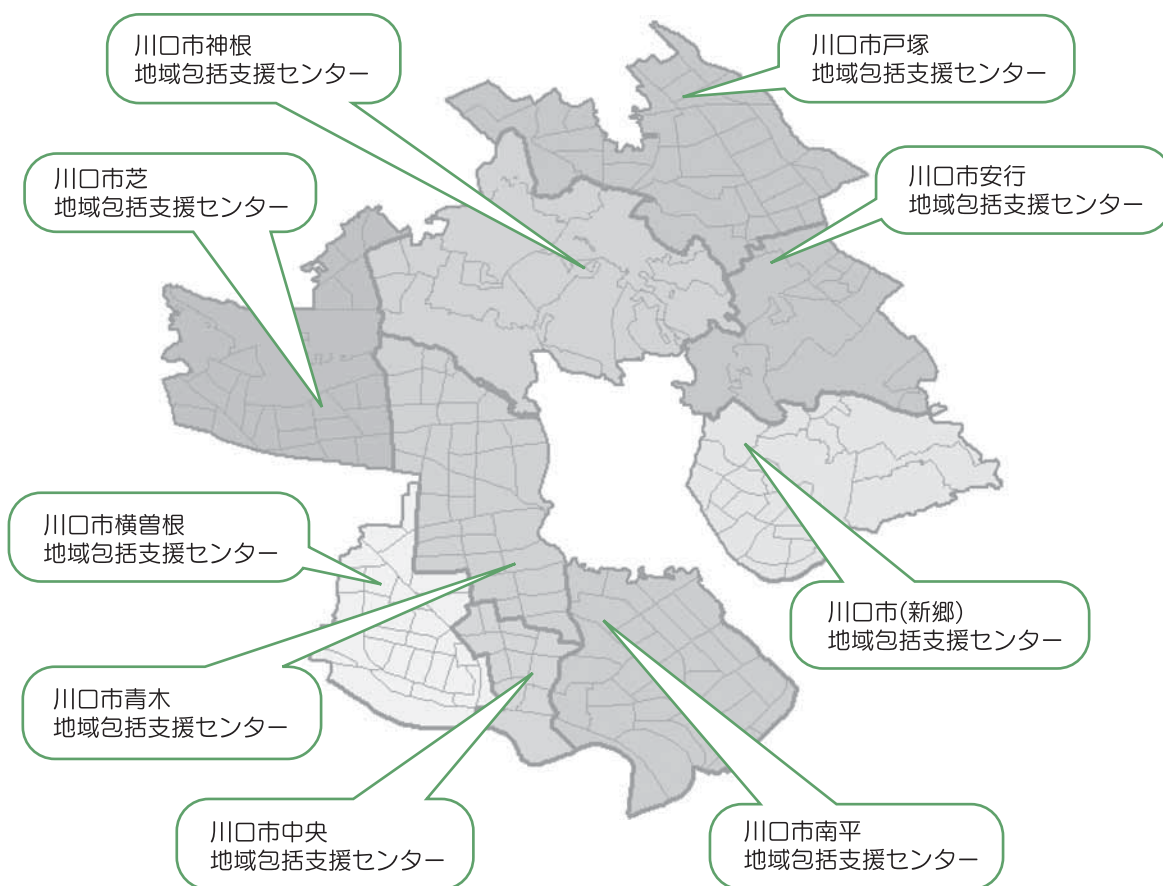 川口市神根
地域包括支援センター
川口市戸塚
地域包括支援センター
川口市芝
地域包括支援センター
川口市安行
地域包括支援センター
川口市横曽根
地域包括支援センター
川口市(新郷)
地域包括支援センター
川口市青木
地域包括支援センター
川口市中央
地域包括支援センター
川口市南平
地域包括支援センター